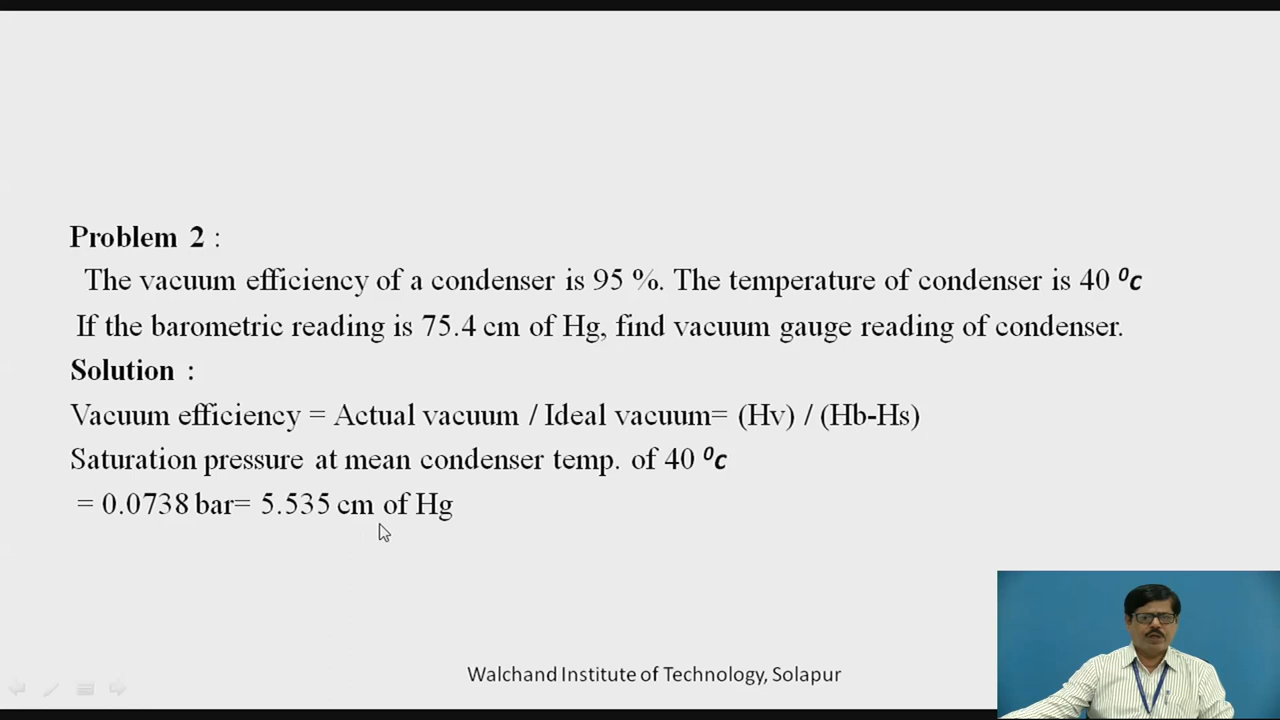 Problem 2 :
The vacuum efficiency of a condenser is 95 %. The temperature of condenser is 40 ⁰c
If the barometric reading is 75.4 cm of Hg, find vacuum gauge reading of condenser.
Solution :
Vacuum efficiency = Actual vacuum / Ideal vacuum= (Hv) / (Hb-Hs)
Saturation pressure at mean condenser temp. of 40 ⁰c
= 0.0738 bar= 5.535 cm of Hg
Walchand Institute of Technology, Solapur